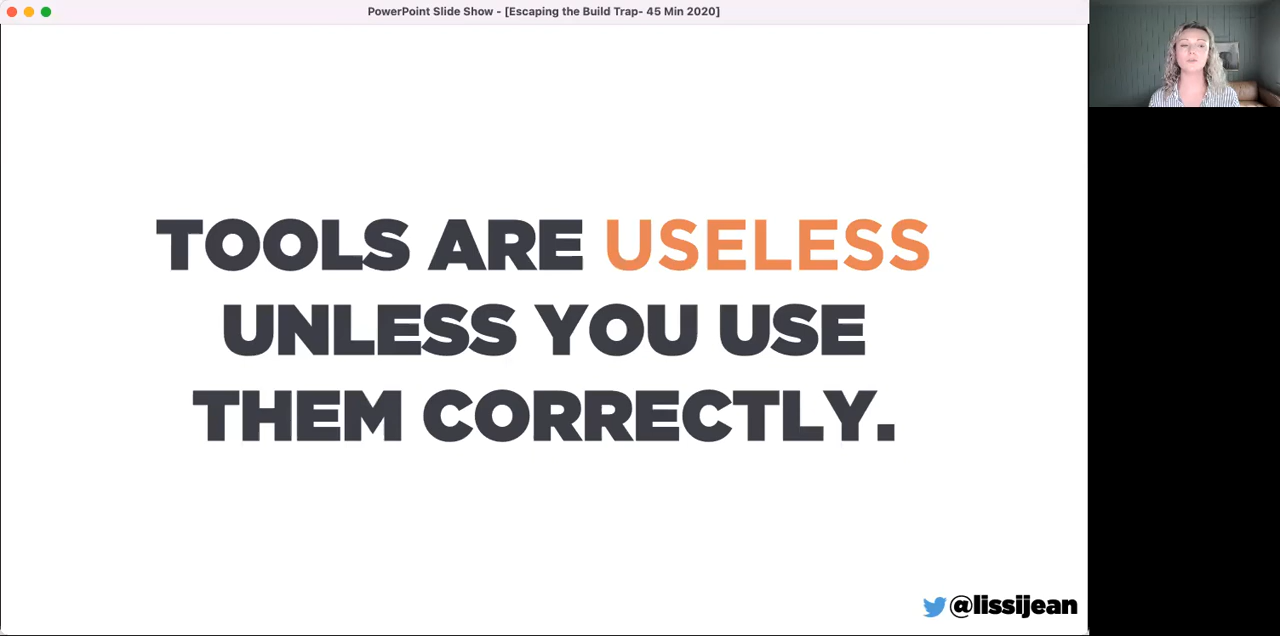 PowerPoint Slide Show - [Escaping the Build Trap- 45 Min 2020]
TOOLS ARE USELESS
UNLESS YOU USE
THEM CORRECTLY.
@lissijean